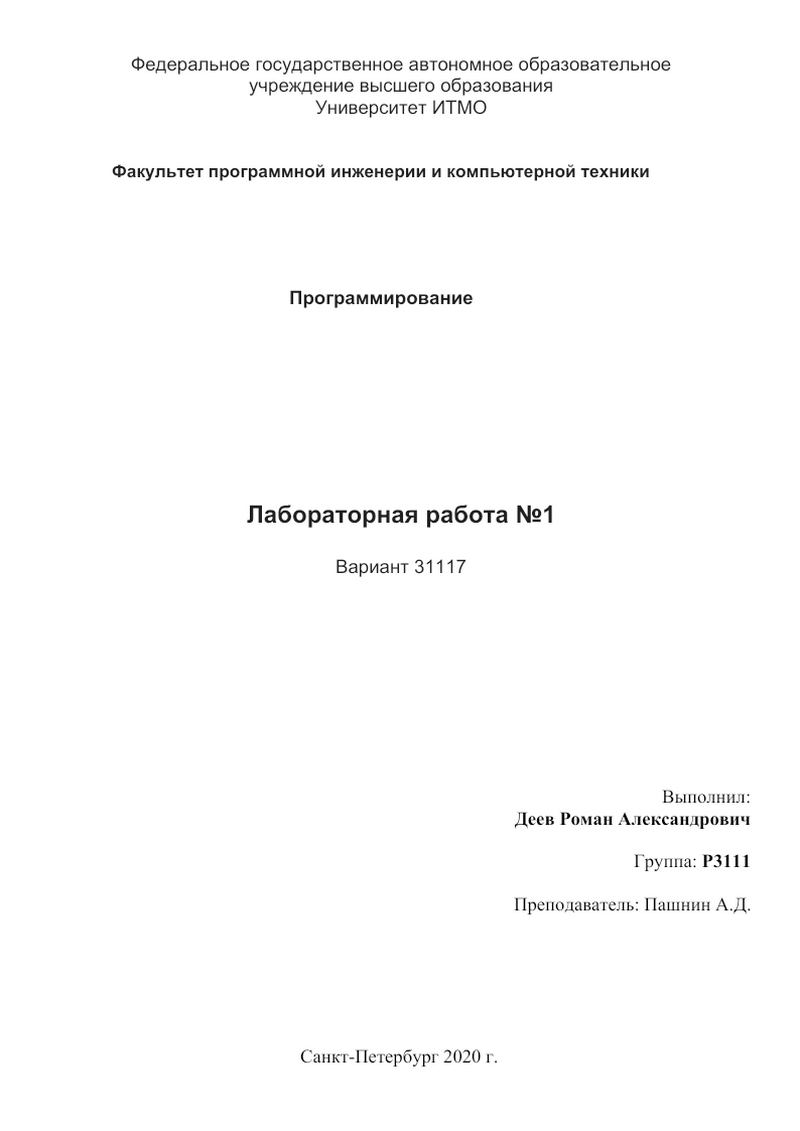 Федеральное государственное автономное образовательное
учреждение высшего образования
Университет ИТМО
Факультет программной инженерии и компьютерной техники
Программирование
Лабораторная работа №1
Вариант 31117
Выполнил:
Деев Роман Александрович
Группа: P3111
Преподаватель: Пашнин А.Д.
Санкт-Петербург 2020 г.